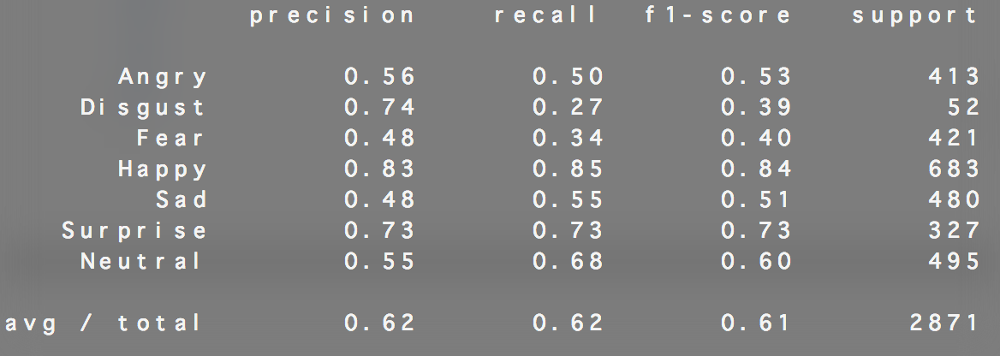 precision recall f1-score support
Angry 0.56 0.50 0.53 413
Disgust 0.74 0.27 0.39 52
Fear 0.48 0.34 0.40 421
Happy 0.83 0.85 0.84 683
Sad 0.48 0.55 0.51 480
Surprise 0.73 0.73 0.73 327
Neutral 0.55 0.68 0.60 495
avg / total 0.62 0.62 0.61 2871